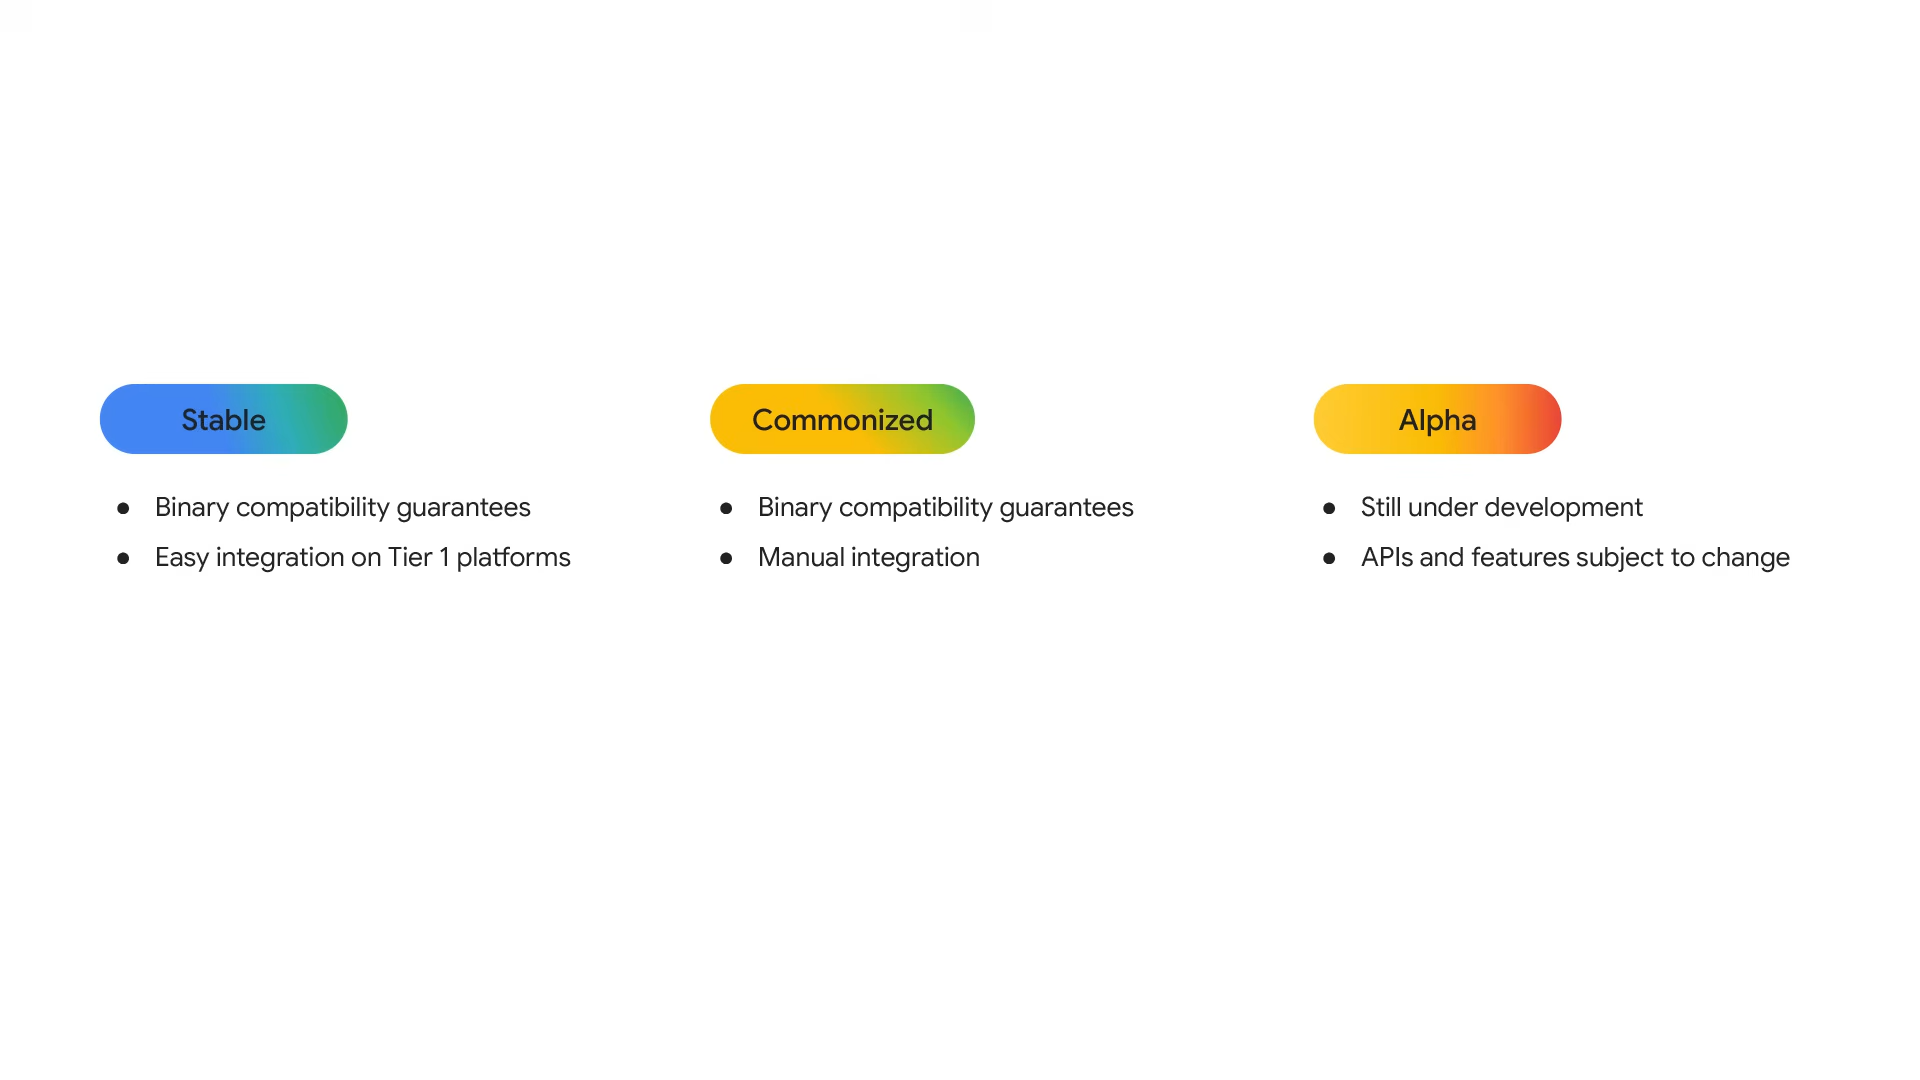 Stable
● Binary compatibility guarantees
● Easy integration on Tier 1 platforms
Commonized
● Binary compatibility guarantees
● Manual integration
Alpha
● Still under development
● APIs and features subject to change